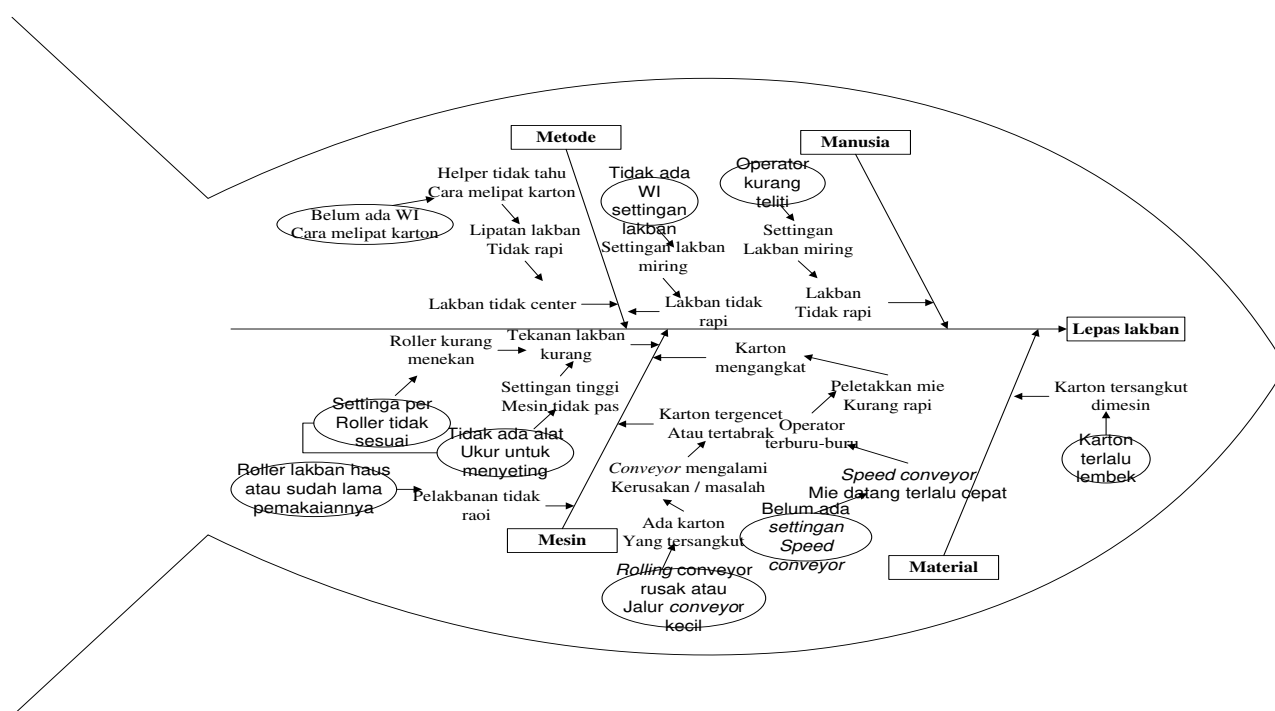 Metode
Manusia
Helper tidak tahu
Cara melipat karton
Belum ada WI
Cara melipat karton
Lipatan lakban
Tidak rapi
Lakban tidak center
Tidak ada
WI
settingan
lakban
Settingan lakban
miring
Lakban tidak
rapi
Operator
kurang
teliti
Settingan
Lakban miring
Lakban
Tidak rapi
Lepas lakban
Roller kurang
menekan
Tekanan lakban
kurang
Settingan tinggi
Mesin tidak pas
Settinga per
Roller tidak
sesuai
Tidak ada alat
Ukur untuk
menyeting
Roller lakban haus
atau sudah lama
pemakaiannya
Pelakbanan tidak
raoi
Mesin
Karton
mengangkat
Peletakkan mie
Kurang rapi
Karton tergencet
Atau tertabrak
Operator
terburu-buru
Conveyor mengalami
Kerusakan / masalah
Speed conveyor
Mie datang terlalu cepat
Ada karton
Yang tersangkut
Belum ada
settingan
Speed
conveyor
Rolling conveyor
rusak atau
Jalur conveyor
kecil
Karton tersangkut
dimesin
Karton
terlalu
lembek
Material